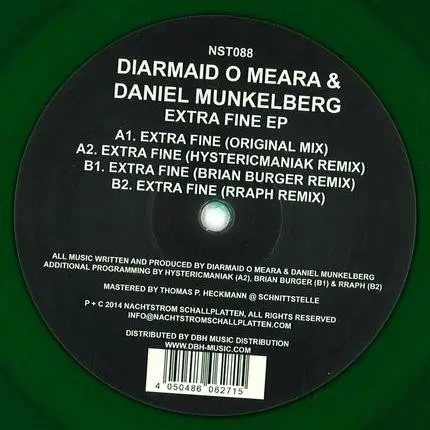 NST088
DIARMAID O MEARA &
DANIEL MUNKELBERG
EXTRA FINE EP
A1. EXTRA FINE (ORIGINAL MIX)
A2. EXTRA FINE (HYSTERICMANIAK REMIX)
B1. EXTRA FINE (BRIAN BURGER REMIX)
B2. EXTRA FINE (RRAPH REMIX)
ALL MUSIC WRITTEN AND PRODUCED BY DIARMAID O MEARA & DANIEL MUNKELBERG
ADDITIONAL PROGRAMMING BY HYSTERICMANIAK (A2), BRIAN BURGER (B1) & RRAPH (B2)
MASTERED BY THOMAS P. HECKMANN @ SCHNITTSTELLE
P + C 2014 NACHTSTROM SCHALLPLATTEN, ALL RIGHTS RESERVED
INFO@NACHTSTROMSCHALLPLATTEN.COM
DISTRIBUTED BY DBH MUSIC DISTRIBUTION
WWW.DBH-MUSIC.COM
4 050486 062715